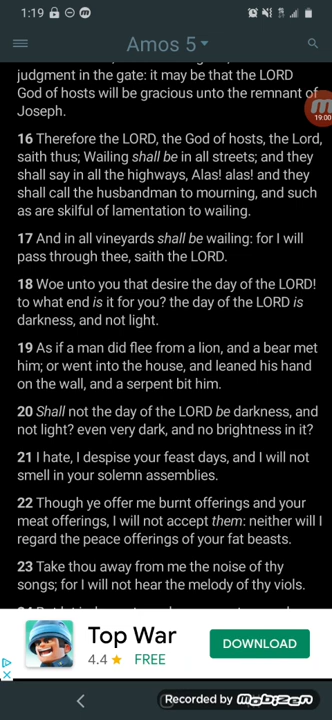 1:19
Amos 5
judgment in the gate: it may be that the LORD
God of hosts will be gracious unto the remnant of
Joseph.
19:00
16 Therefore the LORD, the God of hosts, the Lord,
saith thus; Wailing shall be in all streets; and they
shall say in all the highways, Alas! alas! and they
shall call the husbandman to mourning, and such
as are skilful of lamentation to wailing.
17 And in all vineyards shall be wailing: for I will
pass through thee, saith the LORD.
18 Woe unto you that desire the day of the LORD!
to what end is it for you? the day of the LORD is
darkness, and not light.
19 As if a man did flee from a lion, and a bear met
him; or went into the house, and leaned his hand
on the wall, and a serpent bit him.
20 Shall not the day of the LORD be darkness, and
not light? even very dark, and no brightness in it?
21 I hate, I despise your feast days, and I will not
smell in your solemn assemblies.
22 Though ye offer me burnt offerings and your
meat offerings, I will not accept them: neither will I
regard the peace offerings of your fat beasts.
23 Take thou away from me the noise of thy
songs; for I will not hear the melody of thy viols.
Top War
4.4 ★ FREE
DOWNLOAD
Recorded by MOBIZEN